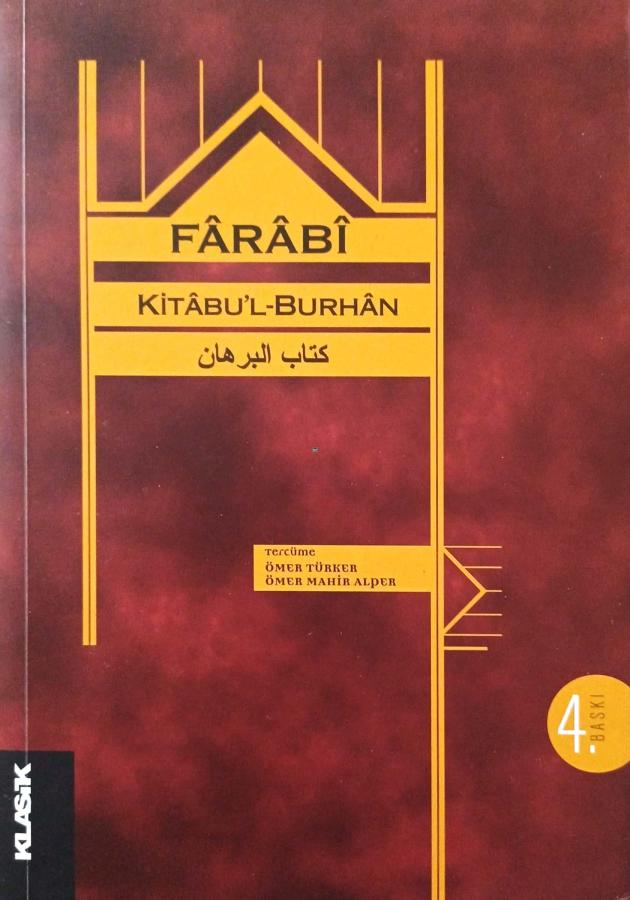 FÂRÂBÎ
KİTÂBU'L-BURHÂN
كتاب البرهان
Tercüme
ÖMER TÜRKER
ÖMER MAHİR ALPER
4.
BASKI
KLASİK